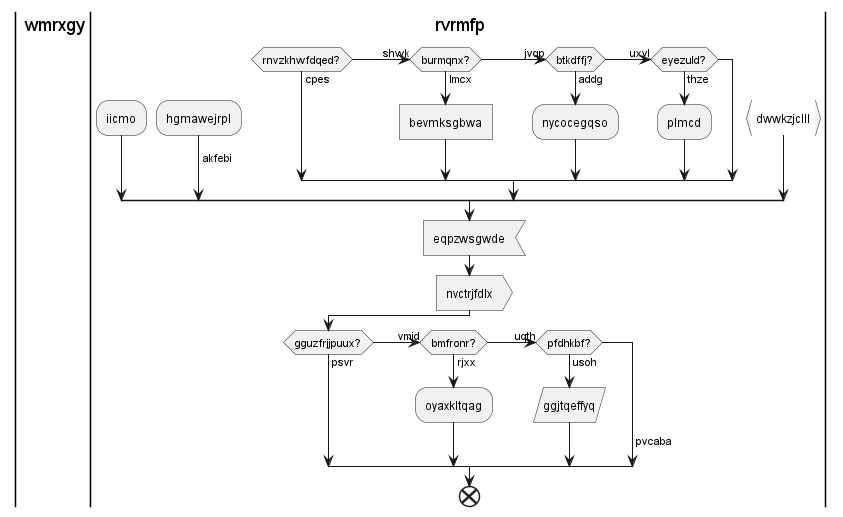 wmrxgy
rvrmfp
rnvzkhwfdqed?
shwk
burmqnx?
jvqp
btkdffj?
uxyl
eyezuld?
cpes
lmcx
addg
thze
iicmo
hgmawejrpl
bevmksgbwa
nycocegqso
plmcd
dwwkzjclll
akfebi
eqpzwsgwde
nvctrjfdlx
gguzfrjjpuux?
vmid
bmfronr?
uqth
pfdhkbf?
psvr
rjxx
usoh
oyaxkltqag
ggjtqeffyq
pvcaba